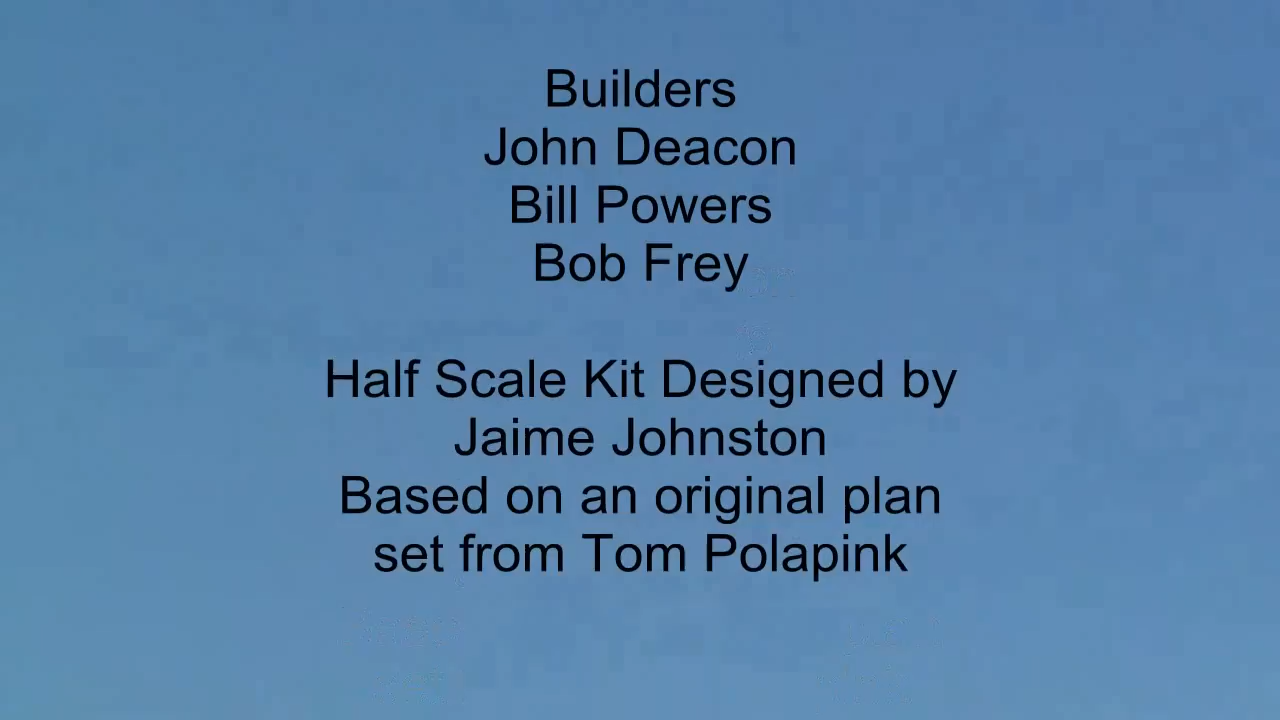 Builders
John Deacon
Bill Powers
Bob Frey
Half Scale Kit Designed by
Jaime Johnston
Based on an original plan
set from Tom Polapink